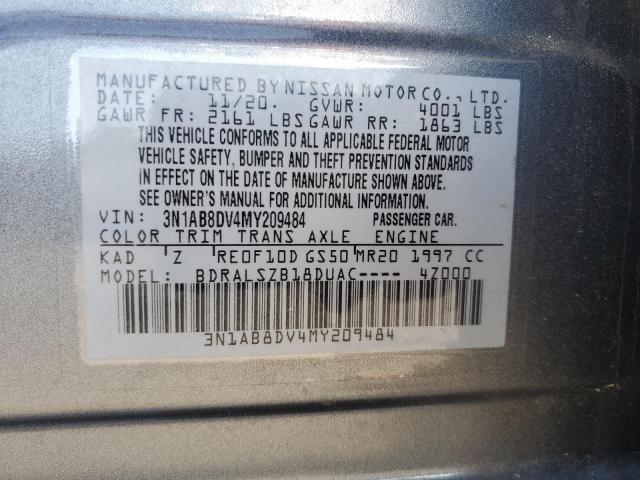 MANUFACTURED BY NISSAN MOTOR CO., LTD.
DATE: 11/20. GVWR: 4001 LBS
GAWR FR: 2161 LBS GAWR RR: 1863 LBS
THIS VEHICLE CONFORMS TO ALL APPLICABLE FEDERAL MOTOR
VEHICLE SAFETY, BUMPER AND THEFT PREVENTION STANDARDS
IN EFFECT ON THE DATE OF MANUFACTURE SHOWN ABOVE.
SEE OWNER'S MANUAL FOR ADDITIONAL INFORMATION.
VIN: 3N1AB8DV4MY209484 PASSENGER CAR.
COLOR TRIM TRANS AXLE ENGINE
KAD Z RE0F10D GS50 MR20 1997 CC
MODEL: BDRALSZB18DUAC---- 4Z000
3N1AB8DV4MY209484